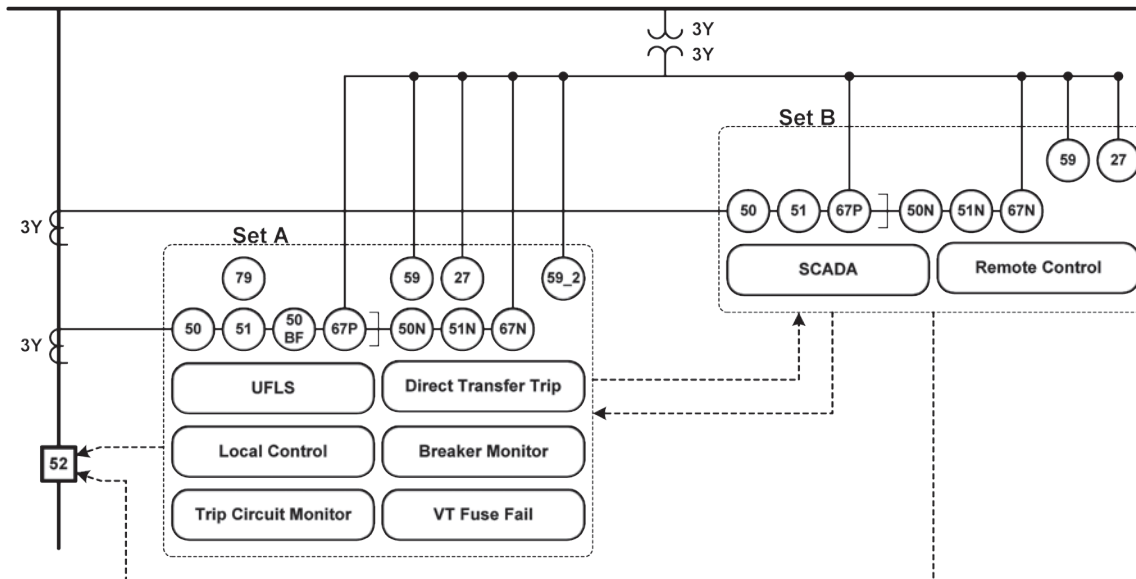 3Y
3Y
Set B
59
27
3Y
50
51
67P
50N
51N
67N
Set A
SCADA
Remote Control
79
59
27
59_2
3Y
50
51
50
BF
67P
50N
51N
67N
UFLS
Direct Transfer Trip
Local Control
Breaker Monitor
52
Trip Circuit Monitor
VT Fuse Fail